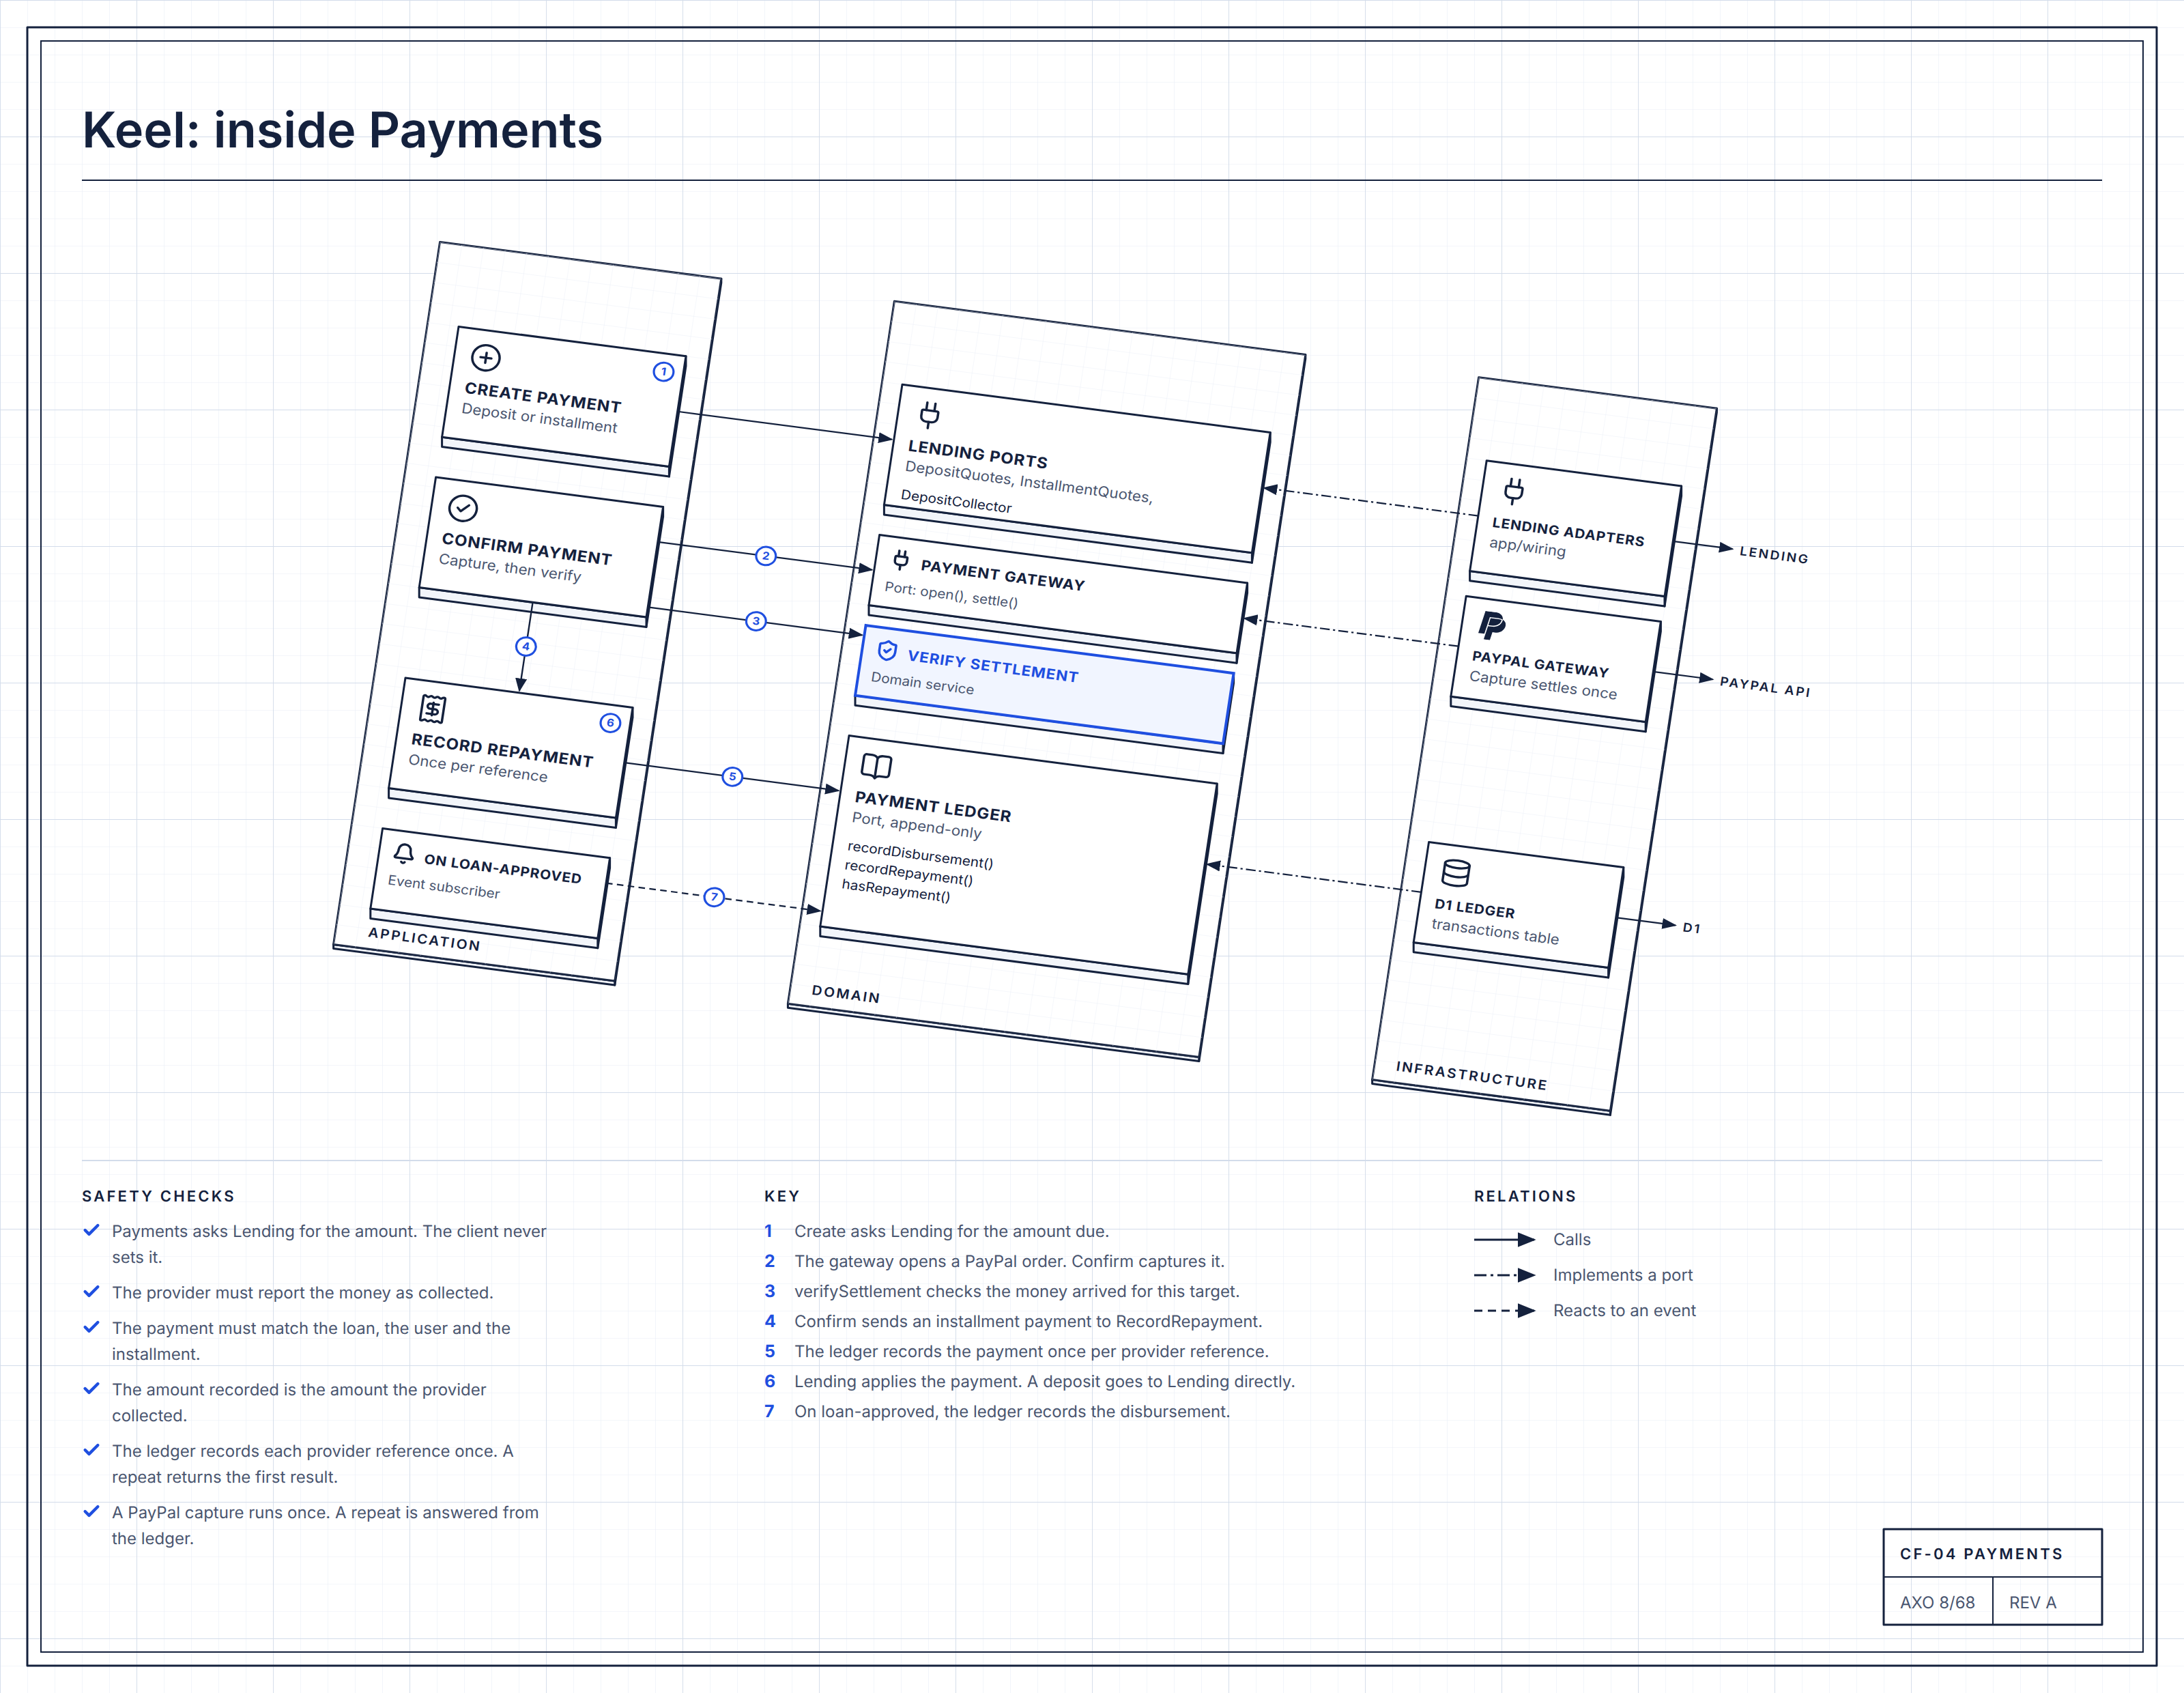 Keel: inside Payments
1
CREATE PAYMENT
Deposit or installment
CONFIRM PAYMENT
Capture, then verify
4
6
RECORD REPAYMENT
Once per reference
ON LOAN-APPROVED
Event subscriber
APPLICATION
2
3
5
7
LENDING PORTS
DepositQuotes, InstallmentQuotes,
DepositCollector
PAYMENT GATEWAY
Port: open(), settle()
VERIFY SETTLEMENT
Domain service
PAYMENT LEDGER
Port, append-only
recordDisbursement()
recordRepayment()
hasRepayment()
DOMAIN
LENDING ADAPTERS
app/wiring
LENDING
PAYPAL GATEWAY
Capture settles once
PAYPAL API
D1 LEDGER
transactions table
D1
INFRASTRUCTURE
SAFETY CHECKS
Payments asks Lending for the amount. The client never
sets it.
The provider must report the money as collected.
The payment must match the loan, the user and the
installment.
The amount recorded is the amount the provider
collected.
The ledger records each provider reference once. A
repeat returns the first result.
A PayPal capture runs once. A repeat is answered from
the ledger.
KEY
1 Create asks Lending for the amount due.
2 The gateway opens a PayPal order. Confirm captures it.
3 verifySettlement checks the money arrived for this target.
4 Confirm sends an installment payment to RecordRepayment.
5 The ledger records the payment once per provider reference.
6 Lending applies the payment. A deposit goes to Lending directly.
7 On loan-approved, the ledger records the disbursement.
RELATIONS
Calls
Implements a port
Reacts to an event
CF-04 PAYMENTS
AXO 8/68 REV A